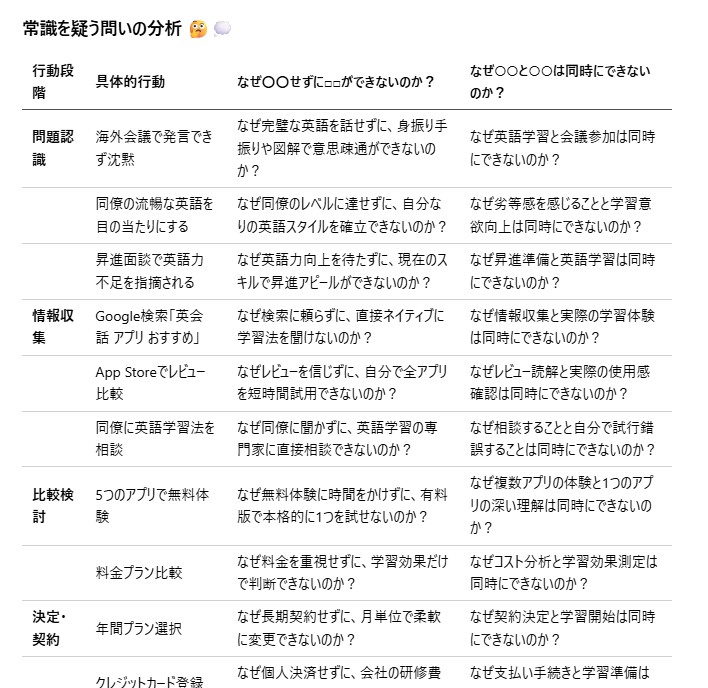 常識を疑う問いの分析 🤔 💭
行動段
階
具体的行動
なぜ〇〇せずに□□ができないのか？
なぜ○○と○○は同時にできない
のか？
問題認
識
海外会議で発言でき
ず沈黙
なぜ完璧な英語を話せずに、身振り手
振りや図解で意思疎通ができないの
か？
なぜ英語学習と会議参加は同時
にできないのか？
同僚の流暢な英語を
目の当たりにする
なぜ同僚のレベルに達せずに、自分な
りの英語スタイルを確立できないのか？
なぜ劣等感を感じることと学習意
欲向上は同時にできないのか？
昇進面談で英語力
不足を指摘される
なぜ英語力向上を待たずに、現在のス
キルで昇進アピールができないのか？
なぜ昇進準備と英語学習は同時
にできないのか？
情報収
集
Google検索「英会
話 アプリ おすすめ」
なぜ検索に頼らずに、直接ネイティブに
学習法を聞けないのか？
なぜ情報収集と実際の学習体験
は同時にできないのか？
App Storeでレビュー
比較
なぜレビューを信じずに、自分で全アプリ
を短時間試用できないのか？
なぜレビュー読解と実際の使用感
確認は同時にできないのか？
同僚に英語学習法を
相談
なぜ同僚に聞かずに、英語学習の専
門家に直接相談できないのか？
なぜ相談することと自分で試行錯
誤することは同時にできないのか？
比較検
討
5つのアプリで無料体
験
なぜ無料体験に時間をかけずに、有料
版で本格的に1つを試せないのか？
なぜ複数アプリの体験と1つのアプ
リの深い理解は同時にできないの
か？
料金プラン比較
なぜ料金を重視せずに、学習効果だけ
で判断できないのか？
なぜコスト分析と学習効果測定は
同時にできないのか？
決定・
契約
年間プラン選択
なぜ長期契約せずに、月単位で柔軟
に変更できないのか？
なぜ契約決定と学習開始は同時
にできないのか？
クレジットカード登録
なぜ個人決済せずに、会社の研修費
なぜ支払い手続きと学習準備は